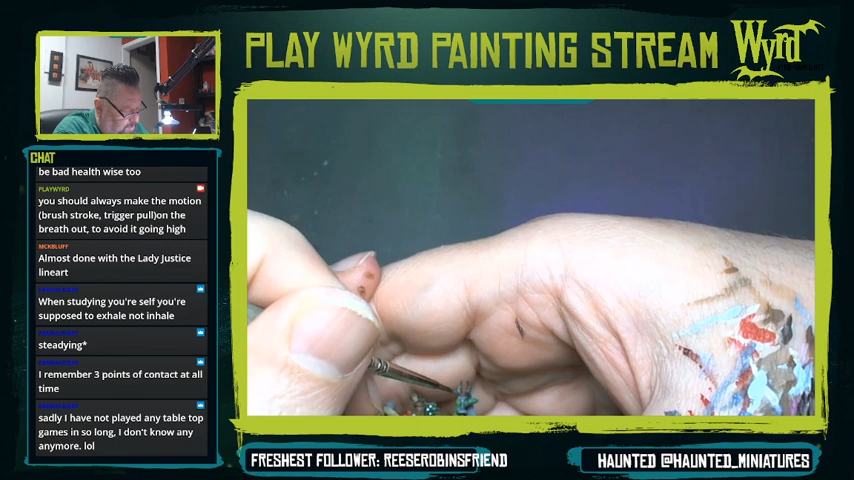 PLAY WYRD PAINTING STREAM
Wyrd
CHAT
be bad health wise too
PLAYWYRD
you should always make the motion
(brush stroke, trigger pull)on the
breath out, to avoid it going high
MCKBLUFF
Almost done with the Lady Justice
lineart
When studying you're self you're
supposed to exhale not inhale
steadying*
I remember 3 points of contact at all
time
sadly I have not played any table top
games in so long, I don't know any
anymore. lol
FRESHEST FOLLOWER: REESEROBINSFRIEND
HAUNTED @HAUNTED_MINIATURES